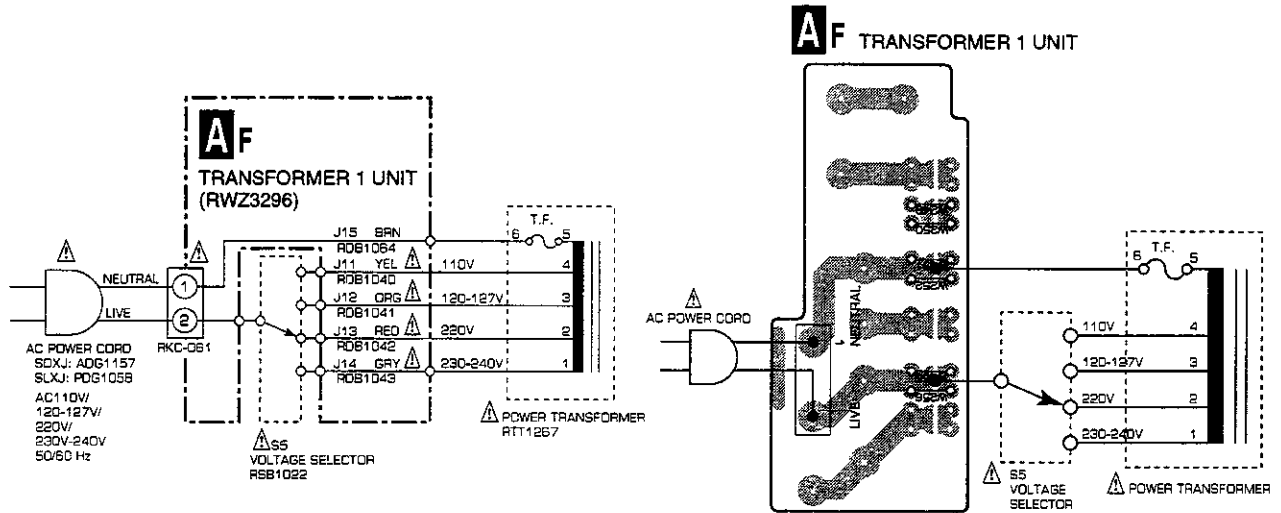 AF
TRANSFORMER 1 UNIT
(RWZ3296)
NEUTRAL
1
LIVE
2
AC POWER CORD
SDXJ: ADG1157
SLXJ: PDG1058
AC110V/
120-127V/
220V/
230V-240V
50/60 Hz
RKC-061
J15 BRN
RDB1064
J11 YEL 110V
RDB1040
J12 ORG 120-127V
RDB1041
J13 RED 220V
RDB1042
J14 GRY 230-240V
RDB1043
T.F.
6 5
4
3
2
1
POWER TRANSFORMER
RTT1267
S5
VOLTAGE SELECTOR
RSB1022
AF TRANSFORMER 1 UNIT
AC POWER CORD
1
NEUTRAL
LIVE
T.F.
6 5
110V 4
120-127V 3
220V 2
230-240V 1
S5
VOLTAGE
SELECTOR
POWER TRANSFORMER